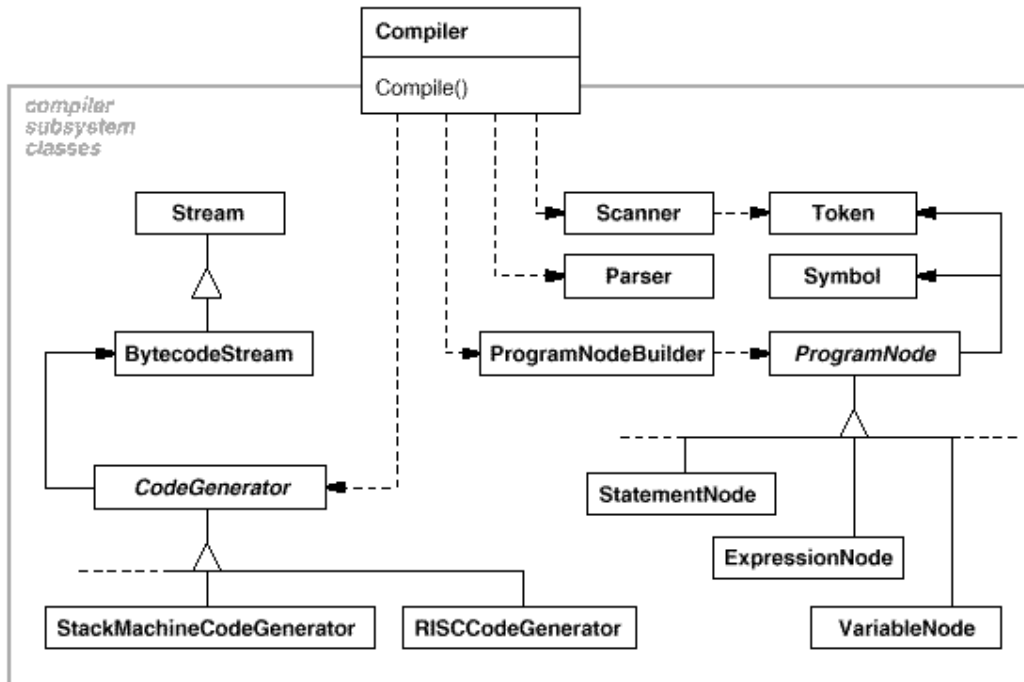 Compiler
Compile()
compiler
subsystem
classes
Stream
Scanner
Token
Parser
Symbol
BytecodeStream
ProgramNodeBuilder
ProgramNode
CodeGenerator
StatementNode
ExpressionNode
StackMachineCodeGenerator
RISCCodeGenerator
VariableNode